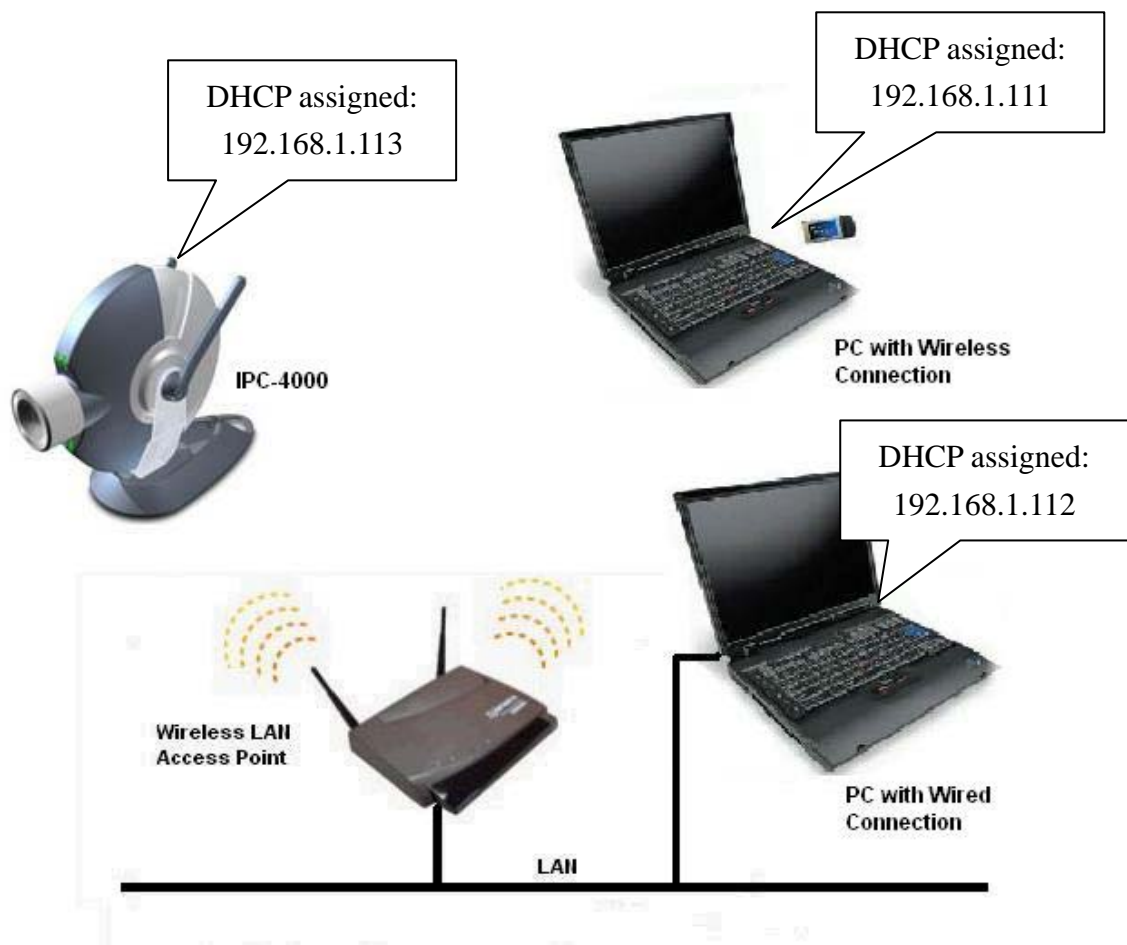 DHCP assigned:
192.168.1.111
DHCP assigned:
192.168.1.113
PC with Wireless
Connection
IPC-4000
DHCP assigned:
192.168.1.112
Wireless LAN
Access Point
PC with Wired
Connection
LAN